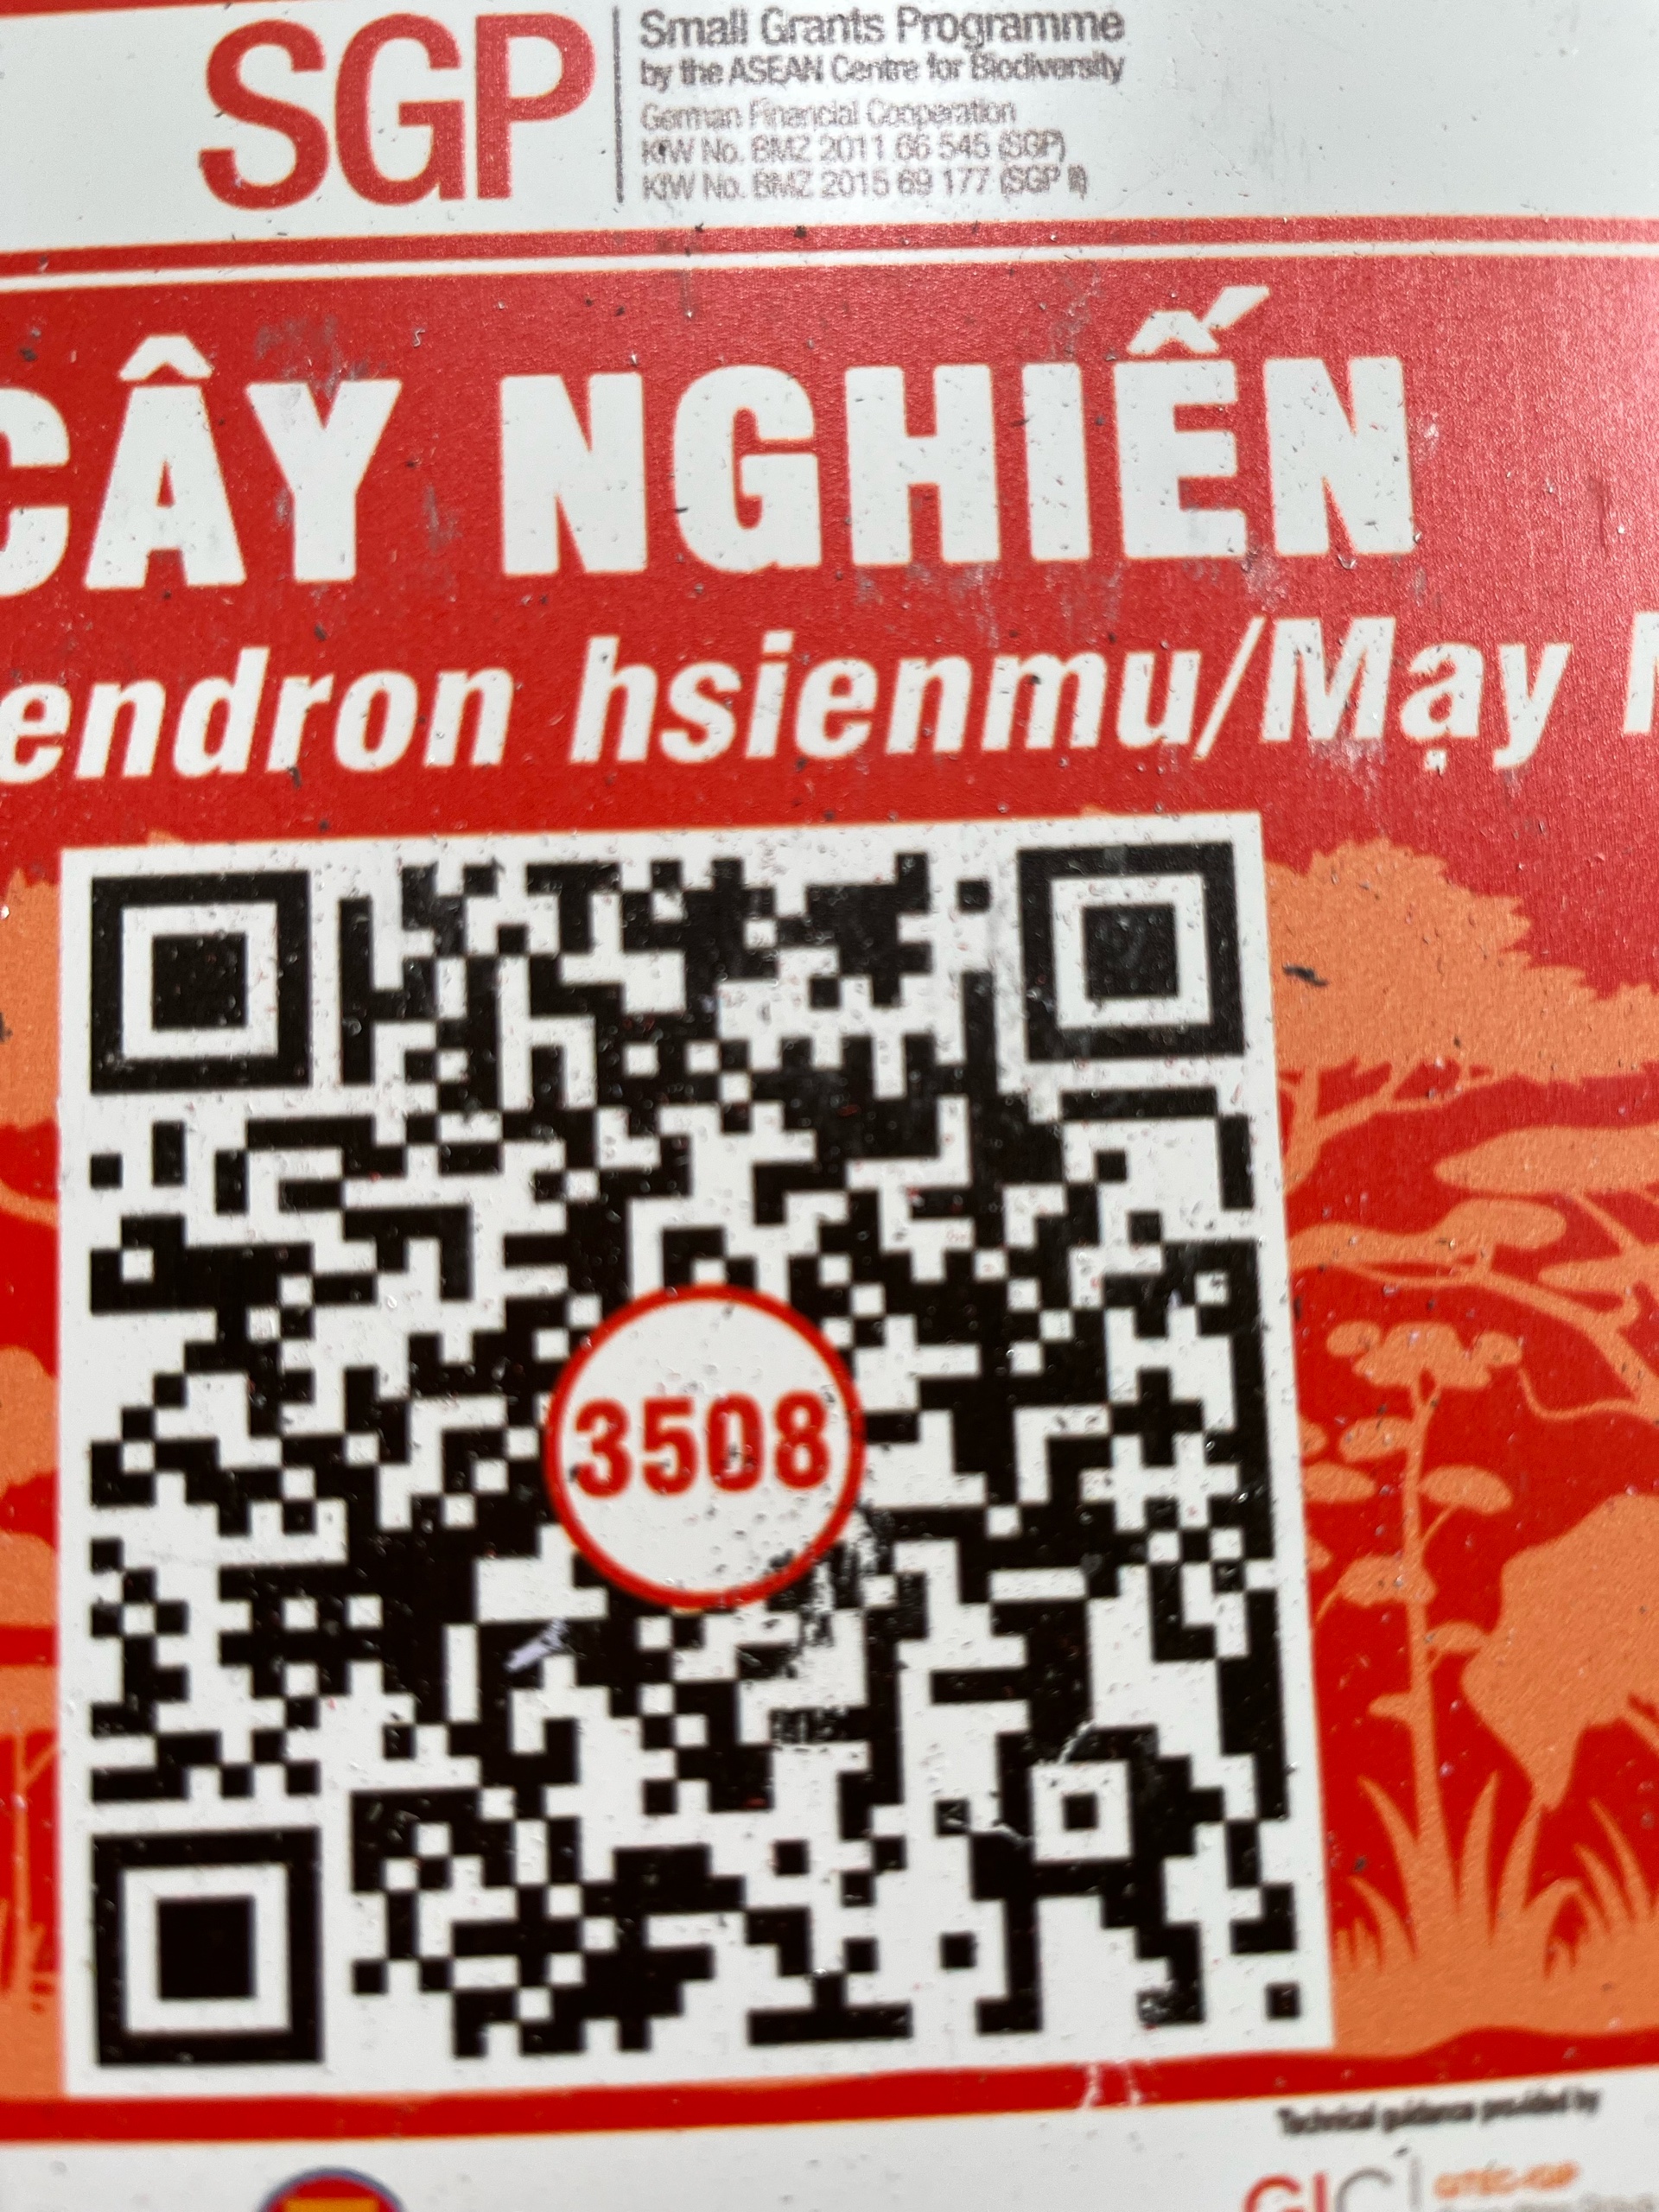 SGP
Small Grants Programme
by the ASEAN Centre for Biodiversity
German Financial Cooperation
KfW No. BMZ 2011 66 545 (SGP)
KfW No. BMZ 2015 69 177 (SGP II)
CÂY NGHIẾN
endron hsienmu/Mạy N
3508
Technical guidance provided by
GIC